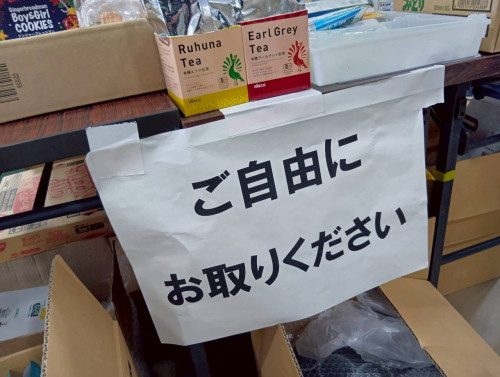 Gingerbreadman
Boy&Girl
COOKIES
Ruhuna
Tea
Earl Grey
Tea
ご自由に
お取りください